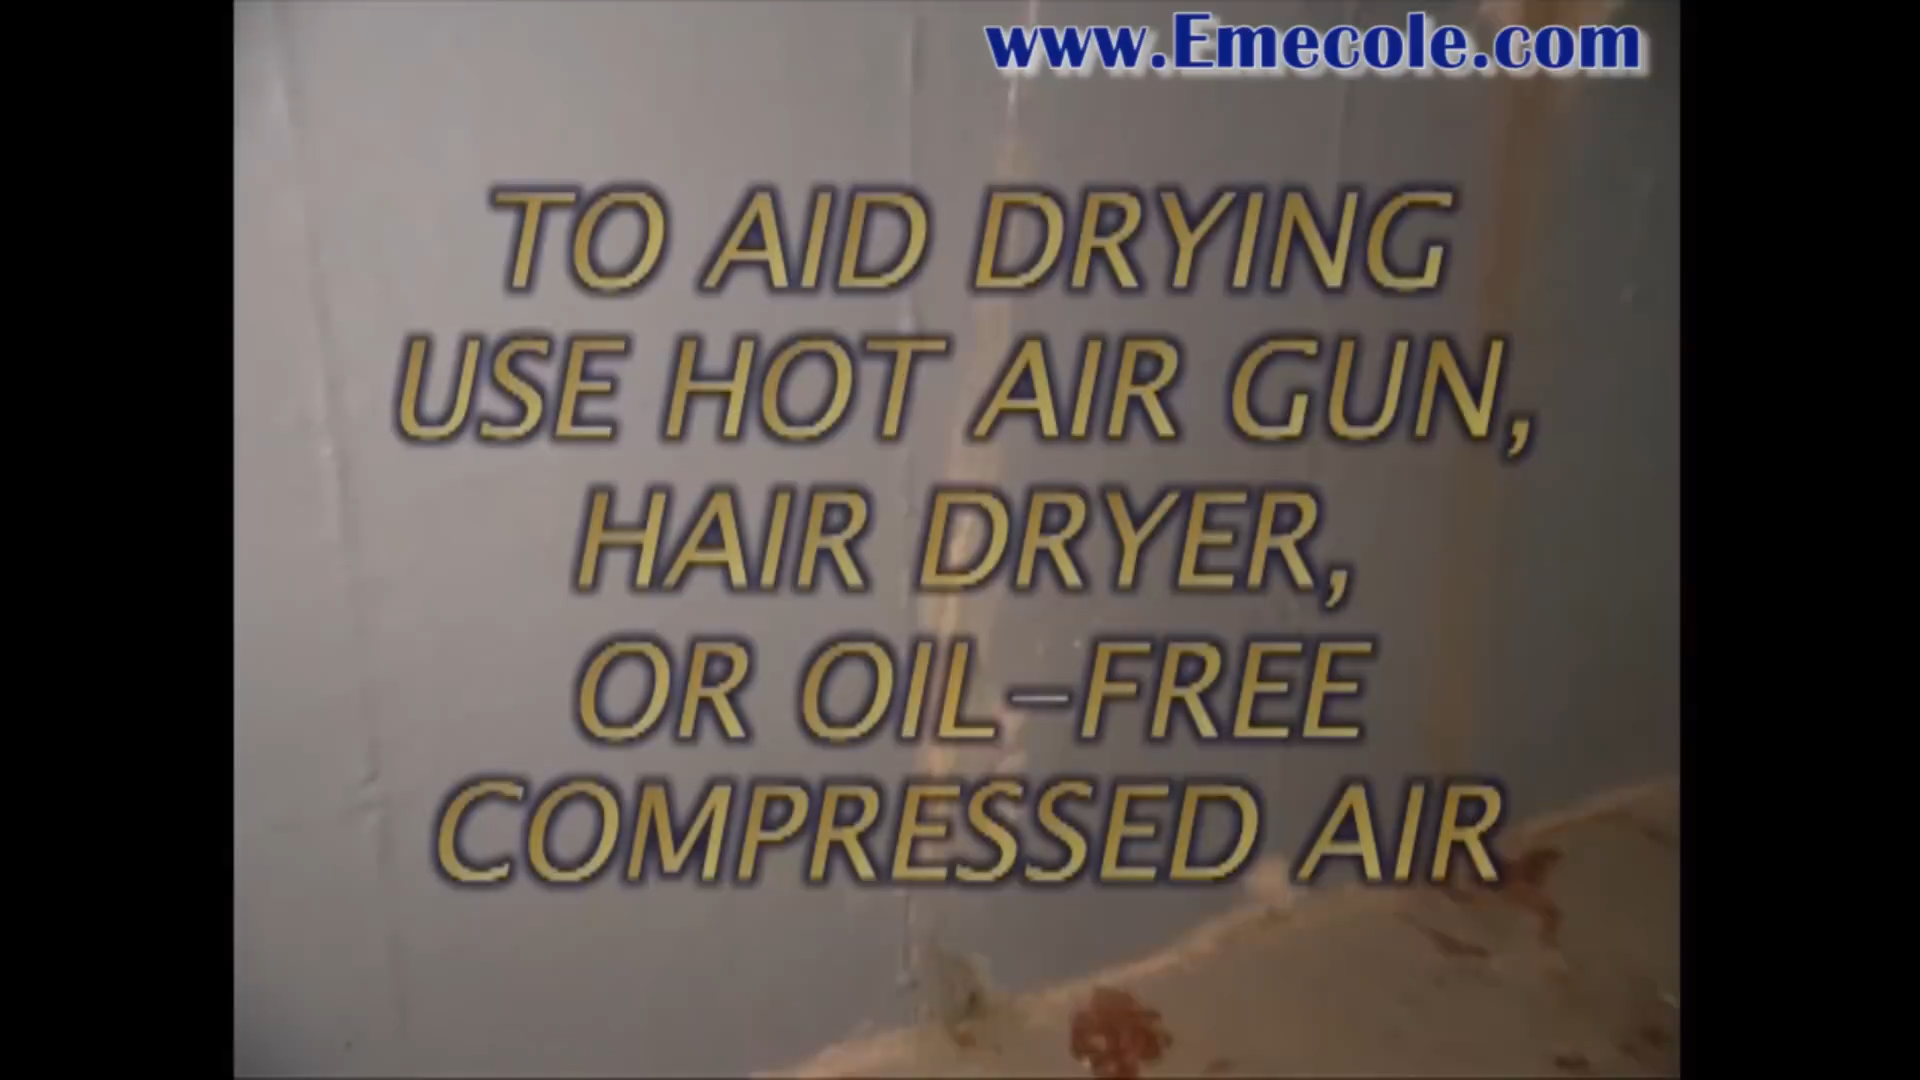 www.Emecole.com
TO AID DRYING
USE HOT AIR GUN,
HAIR DRYER,
OR OIL-FREE
COMPRESSED AIR